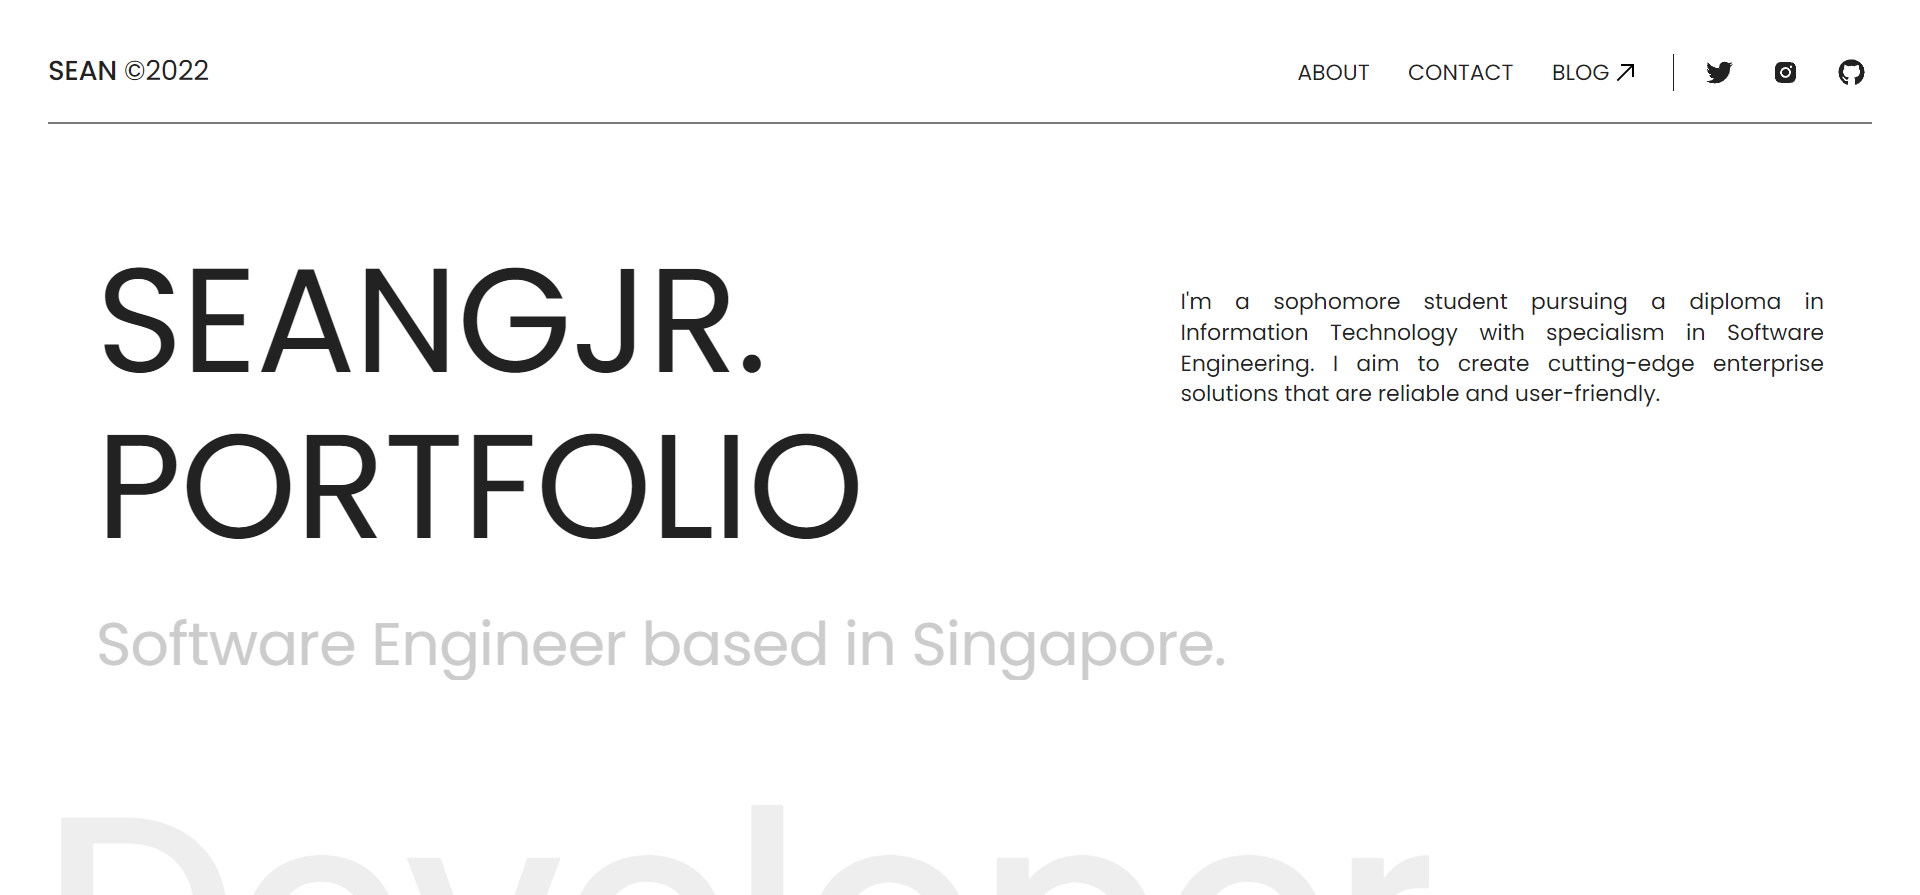 SEAN ©2022
ABOUT CONTACT BLOG
SEANGJR.
PORTFOLIO
I'm a sophomore student pursuing a diploma in
Information Technology with specialism in Software
Engineering. I aim to create cutting-edge enterprise
solutions that are reliable and user-friendly.
Software Engineer based in Singapore.
Developer